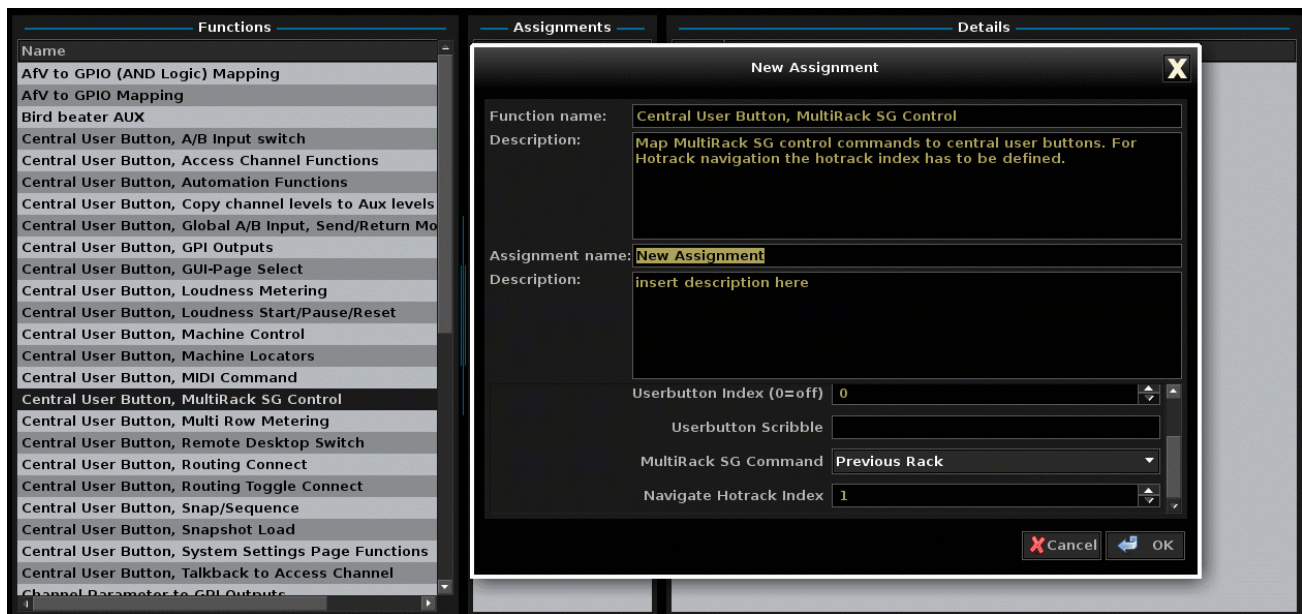 Functions
Name
AfV to GPIO (AND Logic) Mapping
AfV to GPIO Mapping
Bird beater AUX
Central User Button, A/B Input switch
Central User Button, Access Channel Functions
Central User Button, Automation Functions
Central User Button, Copy channel levels to Aux levels
Central User Button, Global A/B Input, Send/Return Mo
Central User Button, GPI Outputs
Central User Button, GUI-Page Select
Central User Button, Loudness Metering
Central User Button, Loudness Start/Pause/Reset
Central User Button, Machine Control
Central User Button, Machine Locators
Central User Button, MIDI Command
Central User Button, MultiRack SG Control
Central User Button, Multi Row Metering
Central User Button, Remote Desktop Switch
Central User Button, Routing Connect
Central User Button, Routing Toggle Connect
Central User Button, Snap/Sequence
Central User Button, Snapshot Load
Central User Button, System Settings Page Functions
Central User Button, Talkback to Access Channel
Channel Parameter to GPI Outputs
Assignments
Details
New Assignment
X
Function name: Central User Button, MultiRack SG Control
Description: Map MultiRack SG control commands to central user buttons. For
Hotrack navigation the hotrack index has to be defined.
Assignment name: New Assignment
Description: insert description here
Userbutton Index (0=off) 0
Userbutton Scribble
MultiRack SG Command Previous Rack
Navigate Hotrack Index 1
Cancel OK